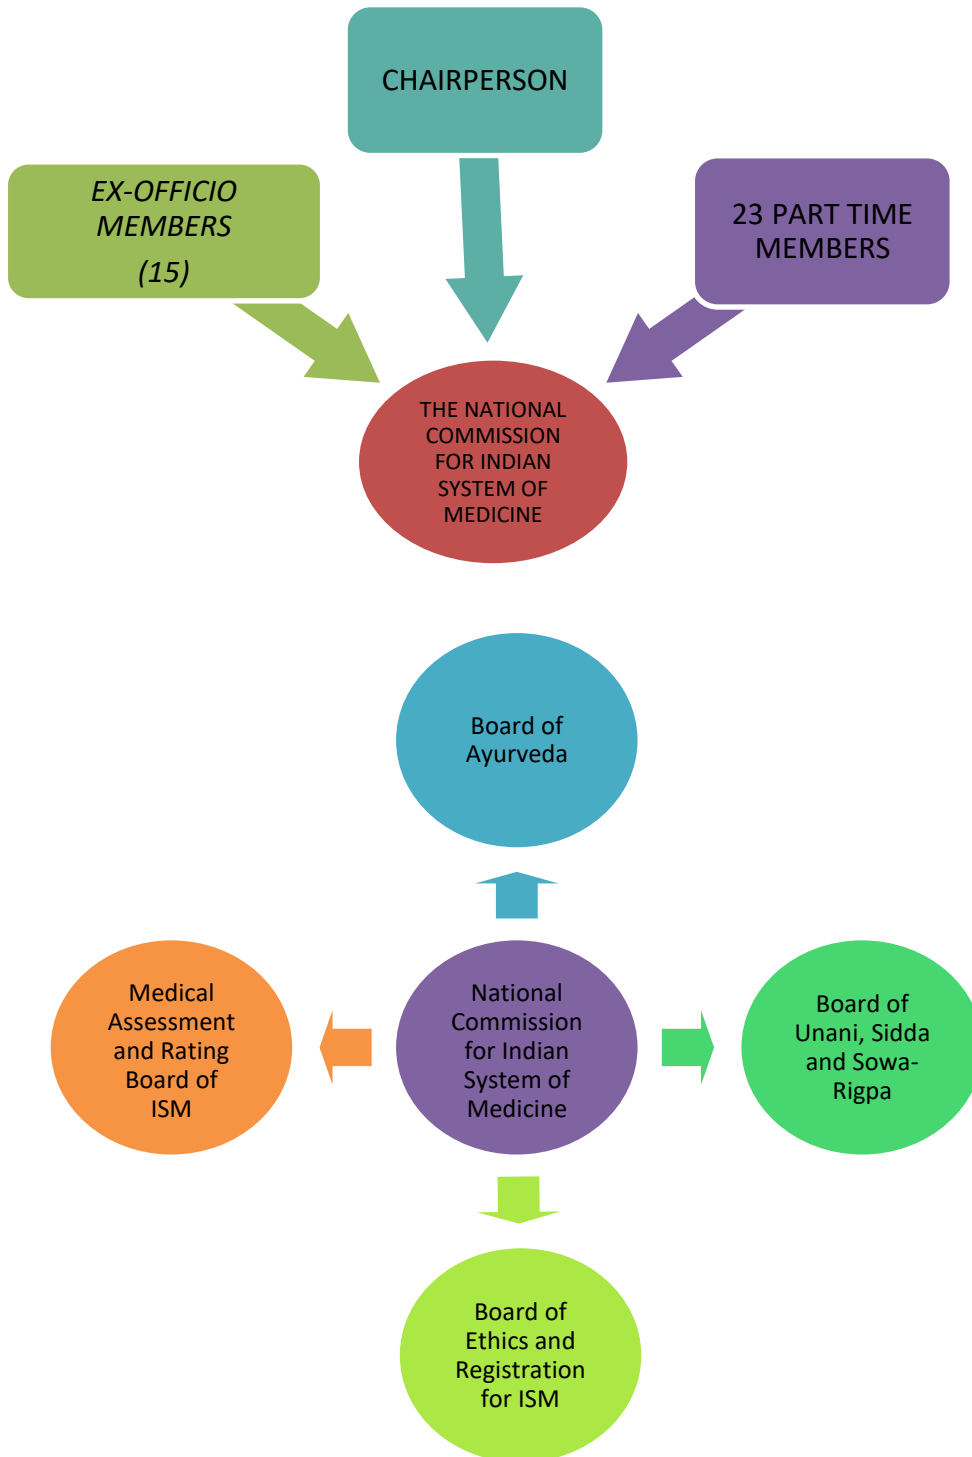 CHAIRPERSON
EX-OFFICIO
MEMBERS
(15)
23 PART TIME
MEMBERS
THE NATIONAL
COMMISSION
FOR INDIAN
SYSTEM OF
MEDICINE
Board of
Ayurveda
Medical
Assessment
and Rating
Board of
ISM
National
Commission
for Indian
System of
Medicine
Board of
Unani, Sidda
and Sowa-
Rigpa
Board of
Ethics and
Registration
for ISM